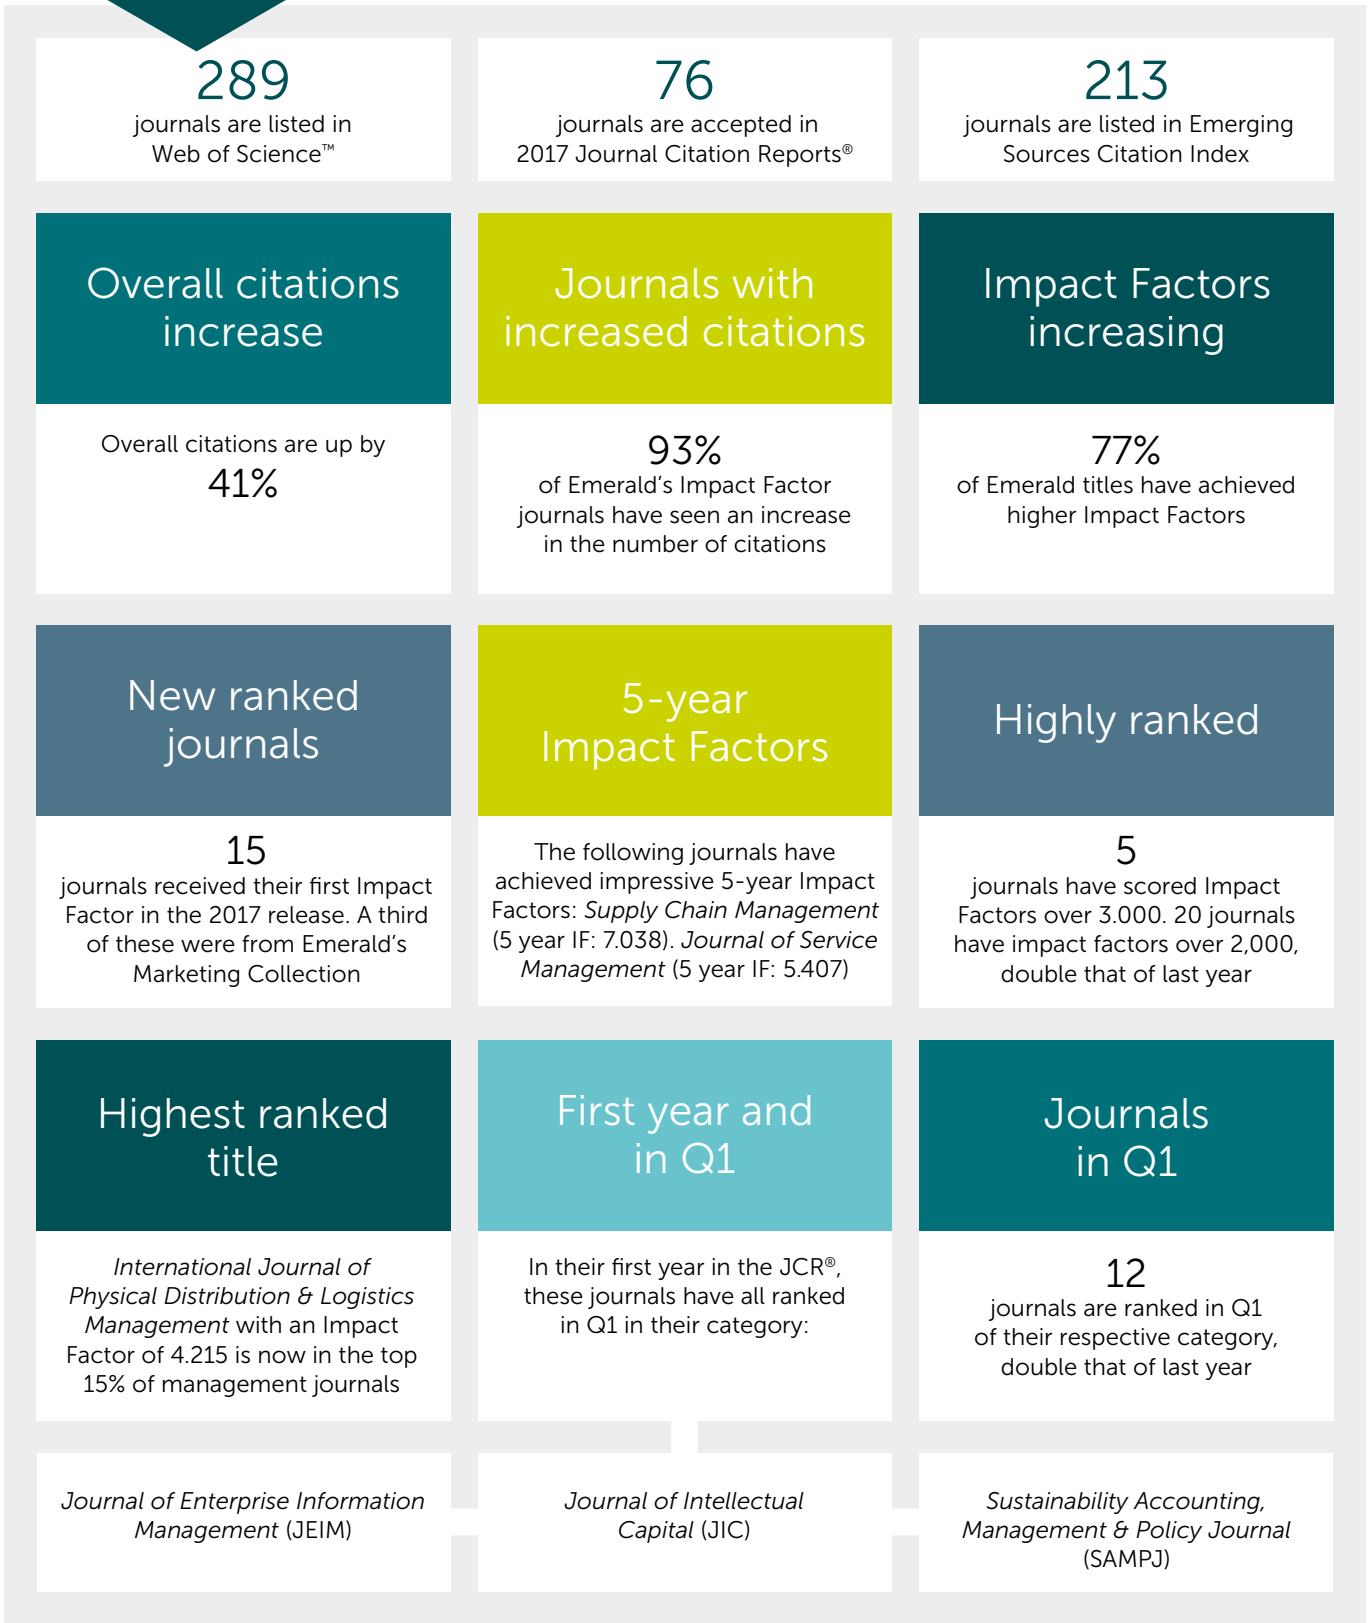 289
journals are listed in
Web of Science™
76
journals are accepted in
2017 Journal Citation Reports®
213
journals are listed in Emerging
Sources Citation Index
Overall citations
increase
Overall citations are up by
41%
Journals with
increased citations
93%
of Emerald's Impact Factor
journals have seen an increase
in the number of citations
Impact Factors
increasing
77%
of Emerald titles have achieved
higher Impact Factors
New ranked
journals
15
journals received their first Impact
Factor in the 2017 release. A third
of these were from Emerald's
Marketing Collection
5-year
Impact Factors
The following journals have
achieved impressive 5-year Impact
Factors: Supply Chain Management
(5 year IF: 7.038). Journal of Service
Management (5 year IF: 5.407)
Highly ranked
5
journals have scored Impact
Factors over 3.000. 20 journals
have impact factors over 2,000,
double that of last year
Highest ranked
title
International Journal of
Physical Distribution & Logistics
Management with an Impact
Factor of 4.215 is now in the top
15% of management journals
First year and
in Q1
In their first year in the JCR®,
these journals have all ranked
in Q1 in their category:
Journals
in Q1
12
journals are ranked in Q1
of their respective category,
double that of last year
Journal of Enterprise Information
Management (JEIM)
Journal of Intellectual
Capital (JIC)
Sustainability Accounting,
Management & Policy Journal
(SAMPJ)